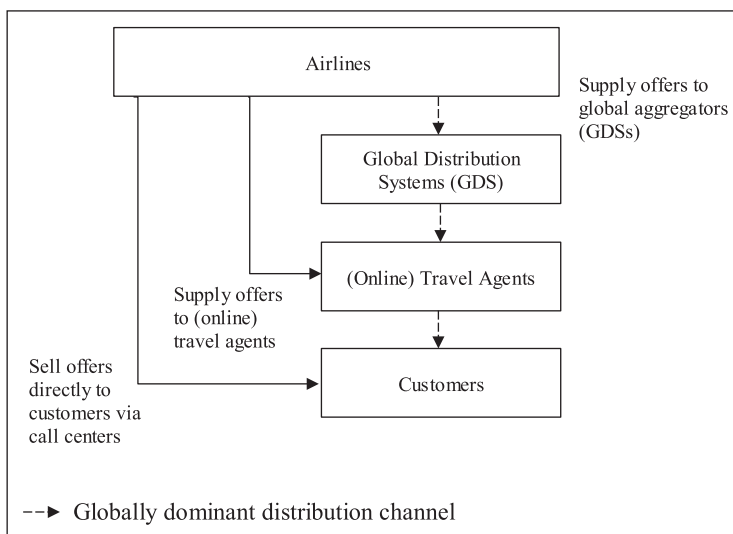 Airlines
Supply offers to
global aggregators
(GDSs)
Global Distribution
Systems (GDS)
(Online) Travel Agents
Supply offers
to (online)
travel agents
Sell offers
directly to
customers via
call centers
Customers
Globally dominant distribution channel